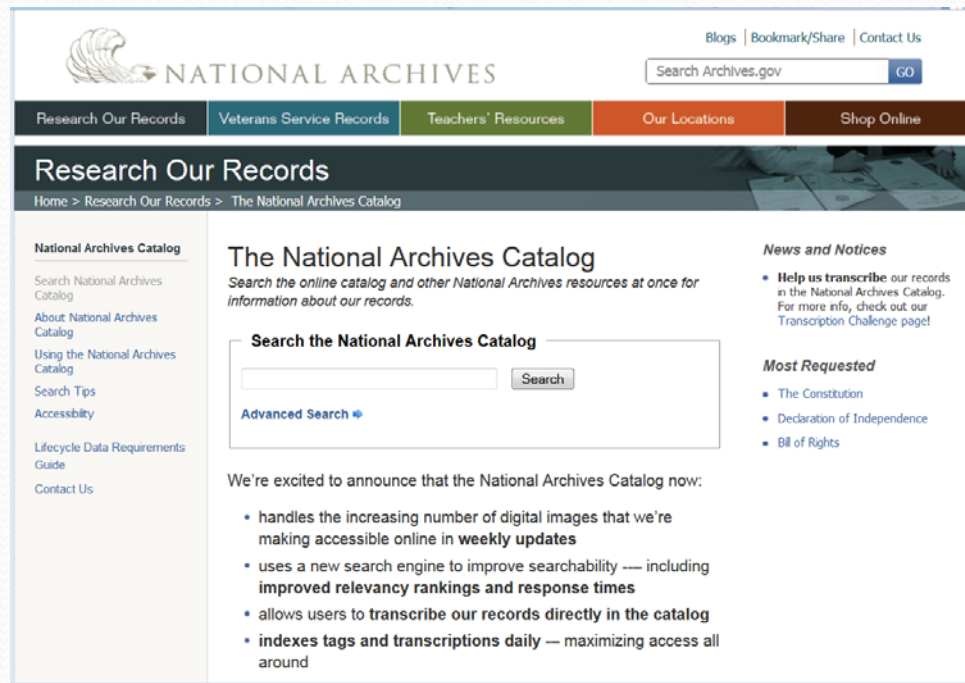 Blogs | Bookmark/Share | Contact Us
NATIONAL ARCHIVES
Search Archives.gov GO
Research Our Records Veterans Service Records Teachers' Resources Our Locations Shop Online
Research Our Records
Home > Research Our Records > The National Archives Catalog
National Archives Catalog
Search National Archives
Catalog
About National Archives
Catalog
Using the National Archives
Catalog
Search Tips
Accessibility
Lifecycle Data Requirements
Guide
Contact Us
The National Archives Catalog
Search the online catalog and other National Archives resources at once for
information about our records.
Search the National Archives Catalog
Search
Advanced Search
We're excited to announce that the National Archives Catalog now:
• handles the increasing number of digital images that we're
making accessible online in weekly updates
• uses a new search engine to improve searchability --- including
improved relevancy rankings and response times
• allows users to transcribe our records directly in the catalog
• indexes tags and transcriptions daily --- maximizing access all
around
News and Notices
• Help us transcribe our records
in the National Archives Catalog.
For more info, check out our
Transcription Challenge page!
Most Requested
• The Constitution
• Declaration of Independence
• Bill of Rights